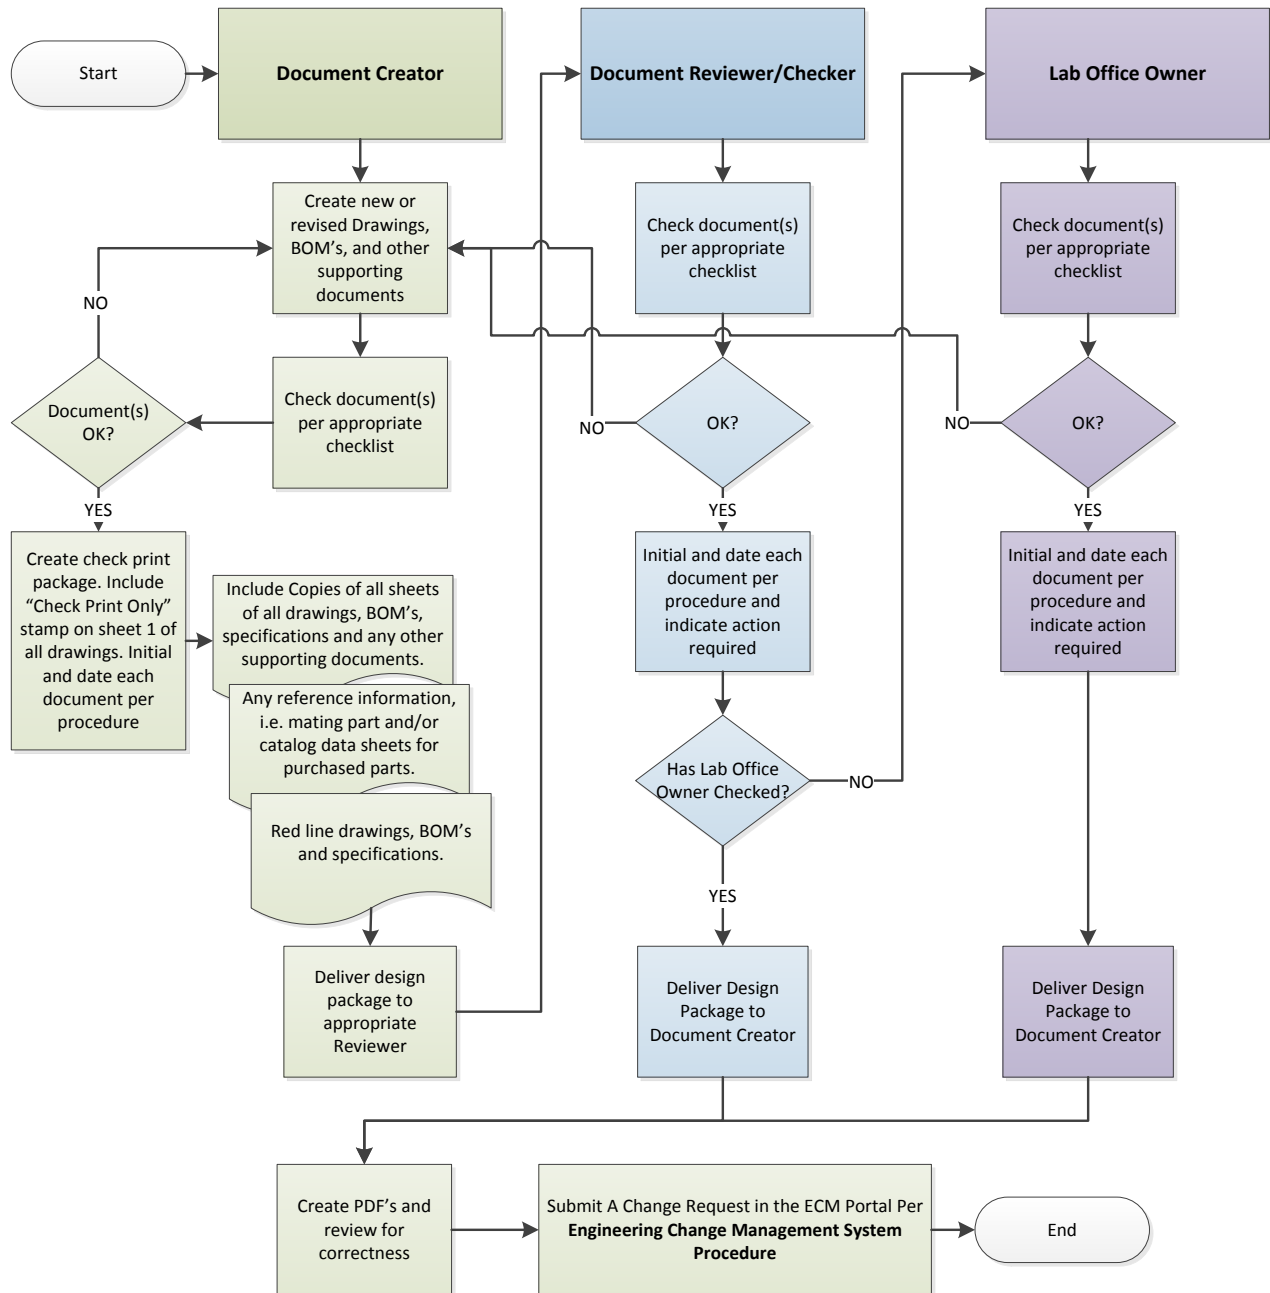 Start
Document Creator
Document Reviewer/Checker
Lab Office Owner
Create new or
revised Drawings,
BOM's, and other
supporting
documents
Check document(s)
per appropriate
checklist
Check document(s)
per appropriate
checklist
NO
Document(s)
OK?
Check document(s)
per appropriate
checklist
NO
OK?
NO
OK?
YES
YES
YES
Create check print
package. Include
“Check Print Only”
stamp on sheet 1 of
all drawings. Initial
and date each
document per
procedure
Include Copies of all sheets
of all drawings, BOM's,
specifications and any other
supporting documents.
Any reference information,
i.e. mating part and/or
catalog data sheets for
purchased parts.
Red line drawings, BOM's
and specifications.
Initial and date each
document per
procedure and
indicate action
required
Initial and date each
document per
procedure and
indicate action
required
Has Lab Office
Owner Checked?
NO
YES
Deliver design
package to
appropriate
Reviewer
Deliver Design
Package to
Document Creator
Deliver Design
Package to
Document Creator
Create PDF's and
review for
correctness
Submit A Change Request in the ECM Portal Per
Engineering Change Management System
Procedure
End